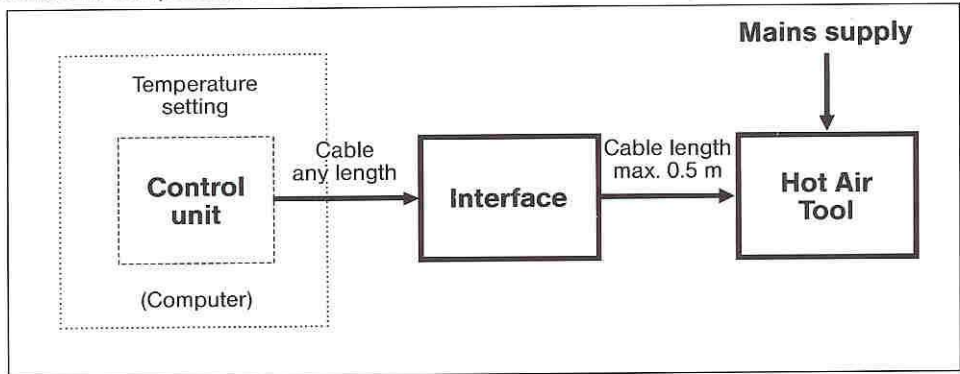 Mains supply
Temperature
setting
Control
unit
(Computer)
Cable
any length
Interface
Cable length
max. 0.5 m
Hot Air
Tool